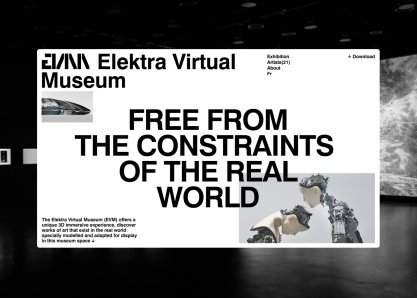 EVM Elektra Virtual
Museum
Exhibition
Artists(21)
About
Fr
+ Download
FREE FROM
THE CONSTRAINTS
OF THE REAL
WORLD
The Elektra Virtual Museum (EVM) offers a
unique 3D immersive experience, discover
works of art that exist in the real world
specially modelled and adapted for display
in this museum space